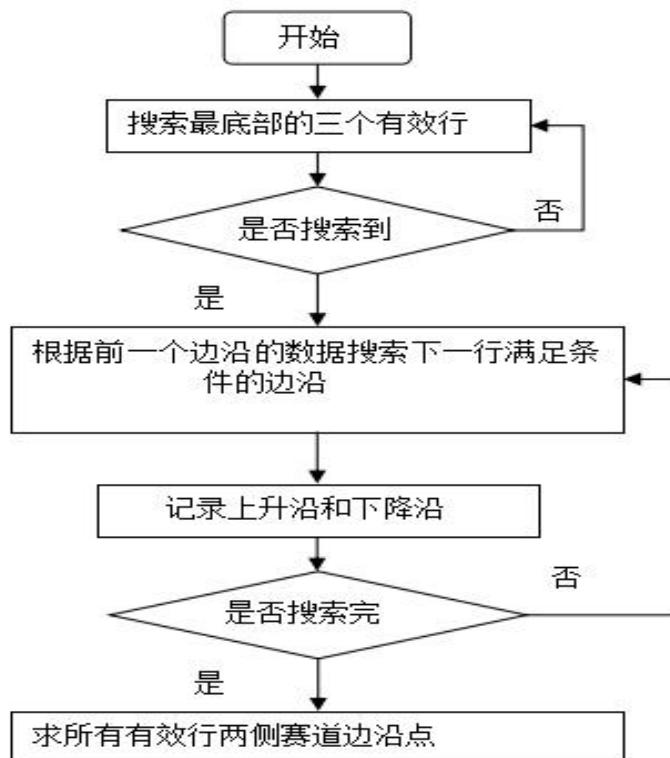 开始
搜索最底部的三个有效行
是否搜索到
否
是
根据前一个边沿的数据搜索下一行满足条
件的边沿
记录上升沿和下降沿
是否搜索完
否
是
求所有有效行两侧赛道边沿点